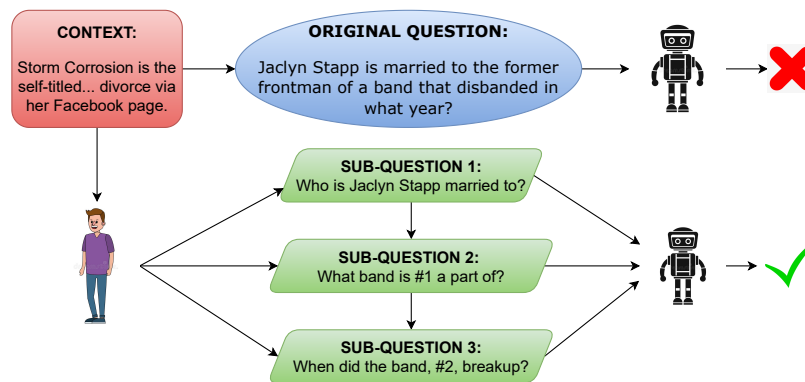 CONTEXT:
Storm Corrosion is the
self-titled... divorce via
her Facebook page.
ORIGINAL QUESTION:
Jaclyn Stapp is married to the former
frontman of a band that disbanded in
what year?
SUB-QUESTION 1:
Who is Jaclyn Stapp married to?
SUB-QUESTION 2:
What band is #1 a part of?
SUB-QUESTION 3:
When did the band, #2, breakup?